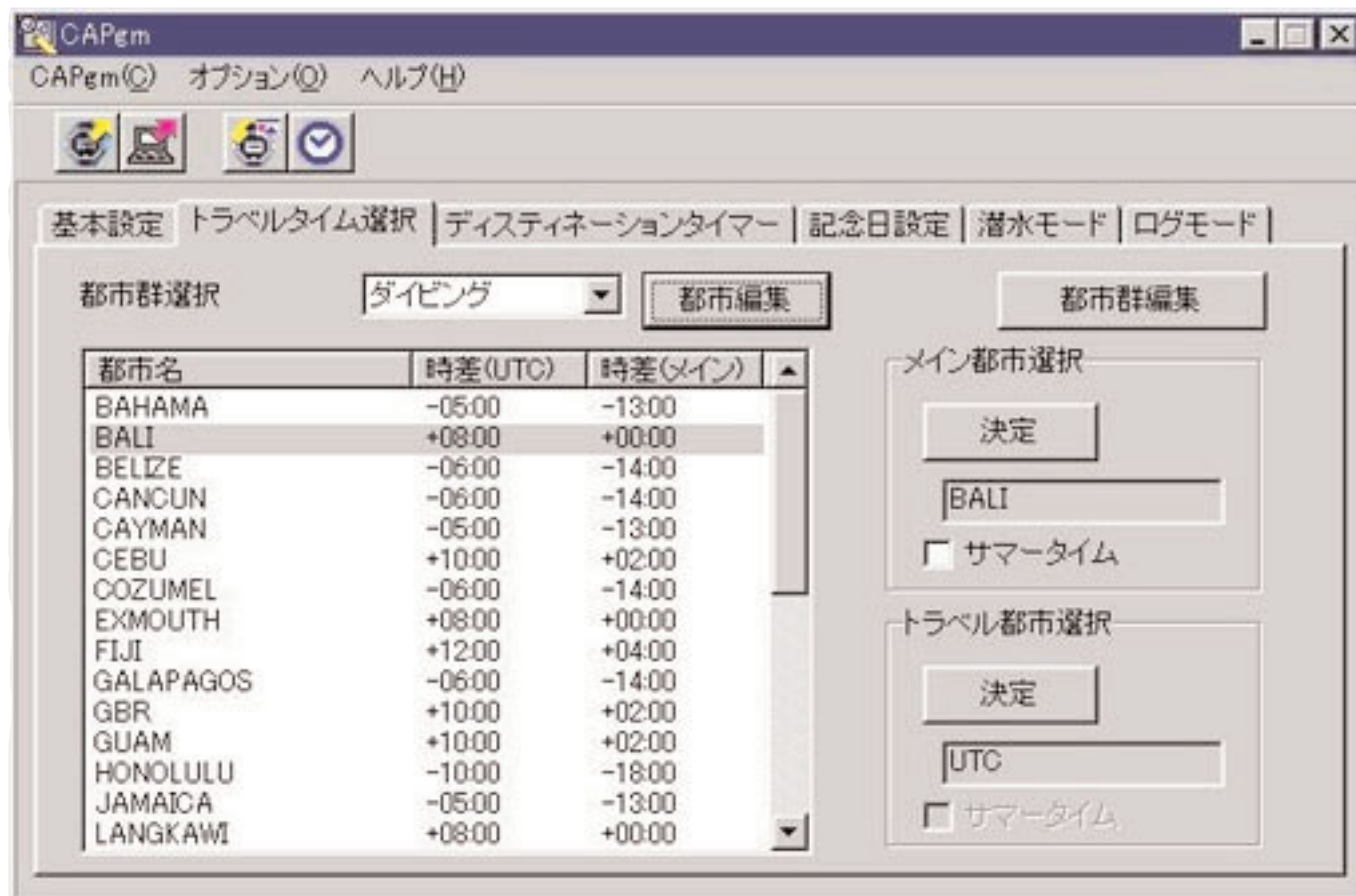 CAPgm
CAPgm(C) オプション(O) ヘルプ(H)
基本設定 トラベルタイム選択 ディスティネーションタイマー 記念日設定 潜水モード ログモード
都市群選択 ダイビング 都市編集 都市群編集
都市名 時差(UTC) 時差(メイン)
BAHAMA -05:00 -13:00
BALI +08:00 +00:00
BELIZE -06:00 -14:00
CANCUN -06:00 -14:00
CAYMAN -05:00 -13:00
CEBU +10:00 +02:00
COZUMEL -06:00 -14:00
EXMOUTH +08:00 +00:00
FIJI +12:00 +04:00
GALAPAGOS -06:00 -14:00
GBR +10:00 +02:00
GUAM +10:00 +02:00
HONOLULU -10:00 -18:00
JAMAICA -05:00 -13:00
LANGKAWI +08:00 +00:00
メイン都市選択
決定
BALI
サマータイム
トラベル都市選択
決定
UTC
サマータイム